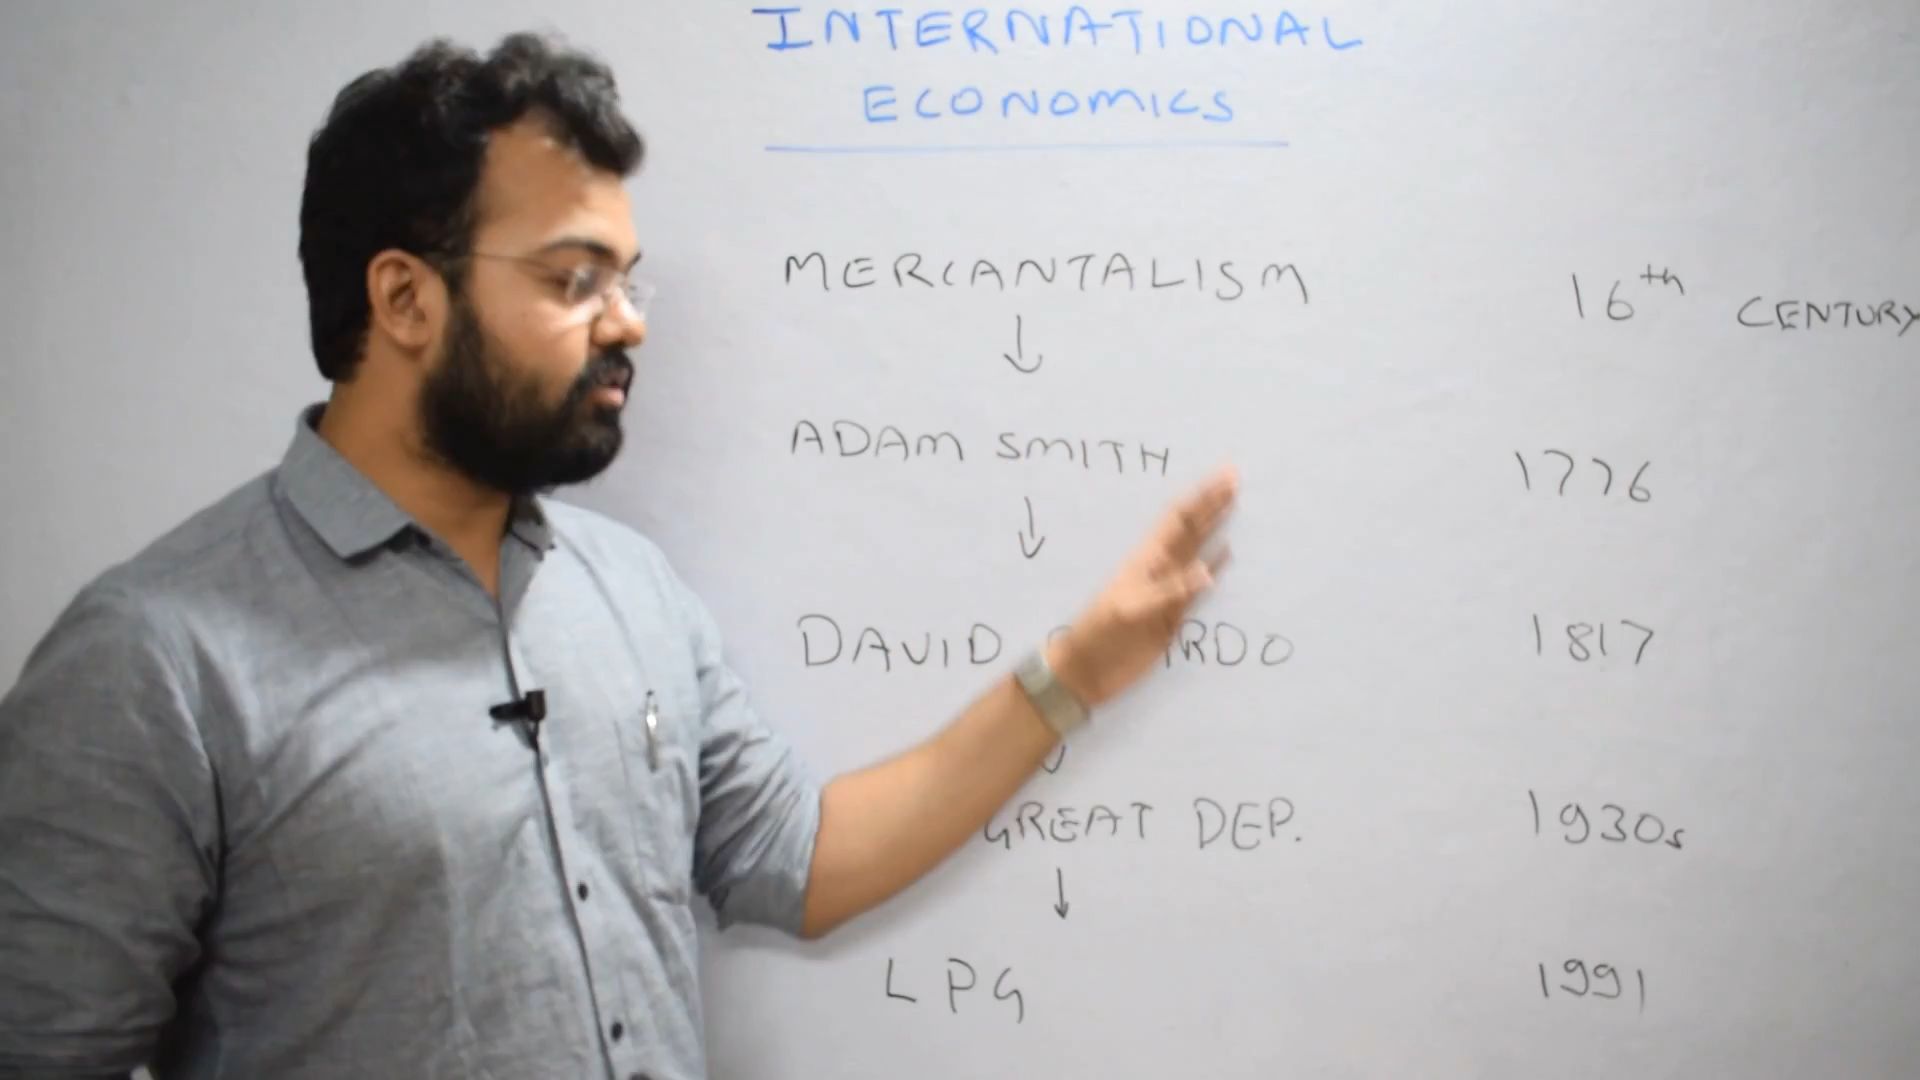 INTERNATIONAL
ECONOMICS
MERCANTALISM 16th CENTURY
ADAM SMITH 1776
DAVID 1817
GREAT DEP. 1930s
LPG 1991